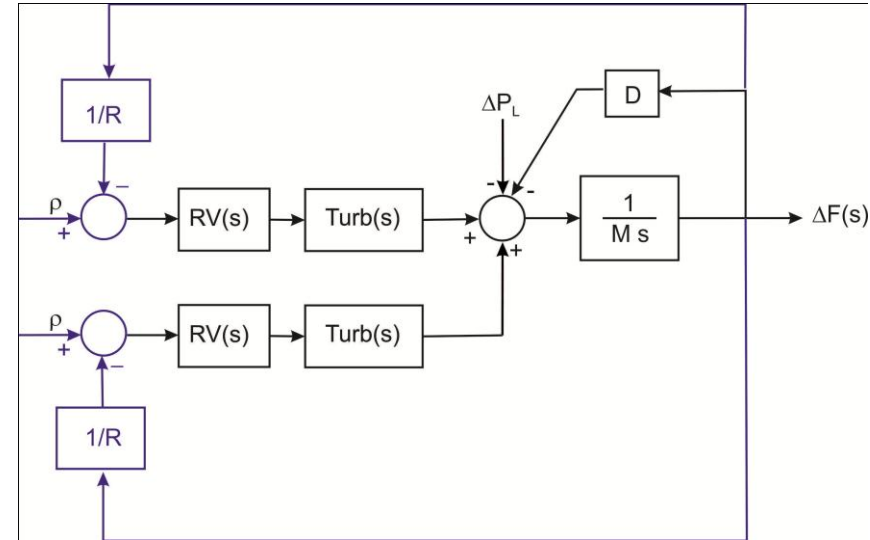 1/R
D
ΔP_L
-
-
-
ρ
+
RV(s)
Turb(s)
+
+
1
M s
ΔF(s)
ρ
+
-
RV(s)
Turb(s)
1/R